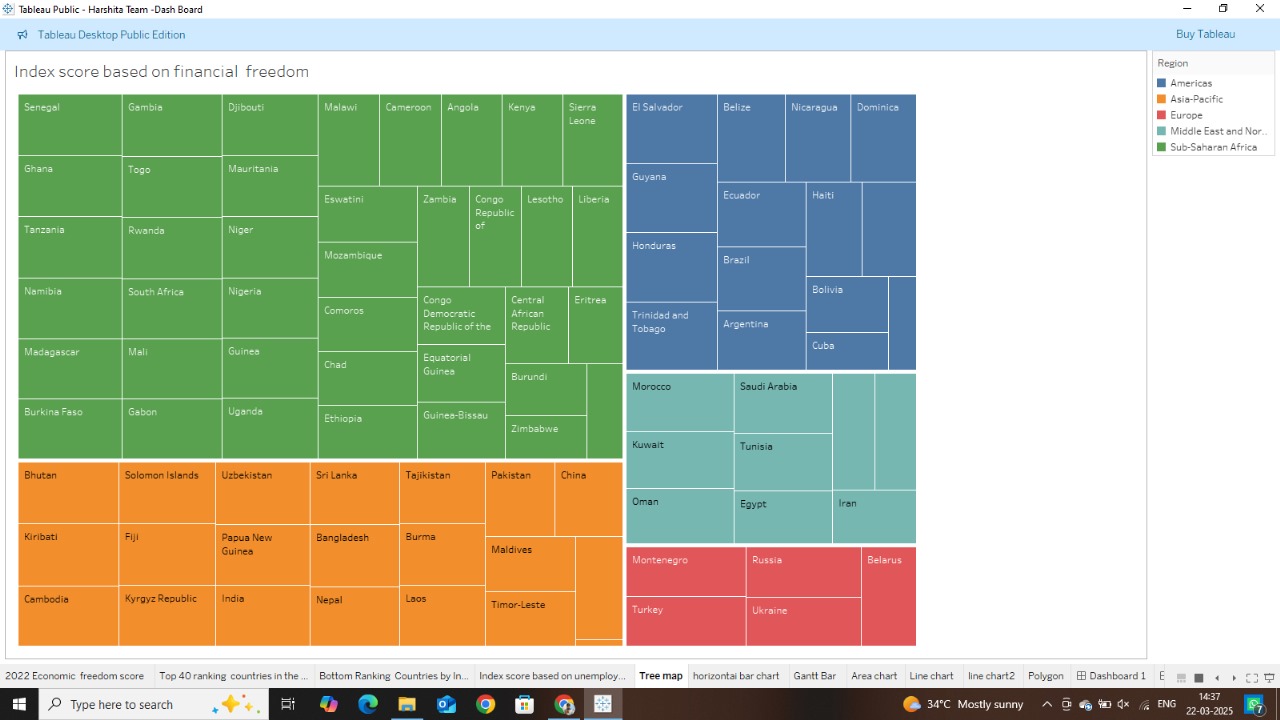 Tableau Public - Harshita Team -Dash Board
Tableau Desktop Public Edition
Buy Tableau
Index score based on financial freedom
Senegal
Gambia
Djibouti
Malawi
Cameroon
Angola
Kenya
Sierra
Leone
Ghana
Togo
Mauritania
Eswatini
Zambia
Congo
Republic
of
Lesotho
Liberia
Tanzania
Rwanda
Niger
Mozambique
Namibia
South Africa
Nigeria
Comoros
Congo
Democratic
Republic of the
Central
African
Republic
Eritrea
Madagascar
Mali
Guinea
Chad
Equatorial
Guinea
Burundi
Burkina Faso
Gabon
Uganda
Ethiopia
Guinea-Bissau
Zimbabwe
El Salvador
Belize
Nicaragua
Dominica
Guyana
Ecuador
Haiti
Honduras
Brazil
Bolivia
Trinidad and
Tobago
Argentina
Cuba
Morocco
Saudi Arabia
Kuwait
Tunisia
Oman
Egypt
Iran
Bhutan
Solomon Islands
Uzbekistan
Sri Lanka
Tajikistan
Pakistan
China
Kiribati
Fiji
Papua New
Guinea
Bangladesh
Burma
Maldives
Cambodia
Kyrgyz Republic
India
Nepal
Laos
Timor-Leste
Montenegro
Russia
Belarus
Turkey
Ukraine
Region
Americas
Asia-Pacific
Europe
Middle East and Nor..
Sub-Saharan Africa
2022 Economic freedom score
Top 40 ranking countries in the ...
Bottom Ranking Countries by In...
Index score based on unemploy...
Tree map
horizontai bar chart
Gantt Bar
Area chart
Line chart
line chart2
Polygon
Dashboard 1
Type here to search
34°C Mostly sunny
ENG
14:37
22-03-2025
7